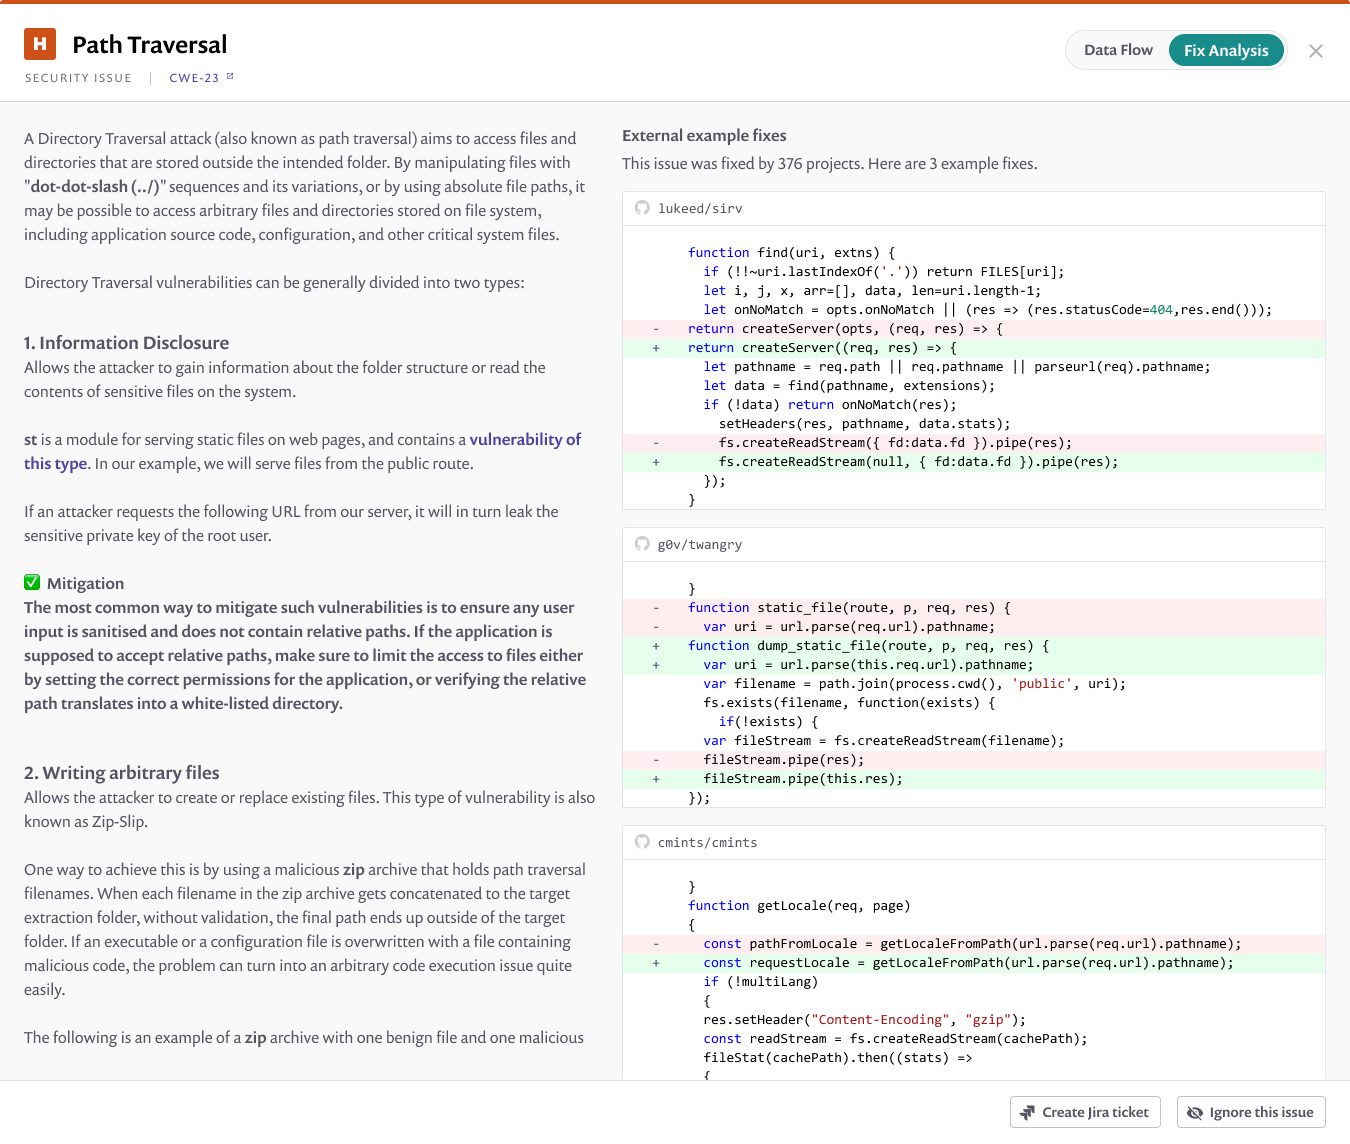 H Path Traversal
SECURITY ISSUE | CWE-23
Data Flow Fix Analysis
A Directory Traversal attack (also known as path traversal) aims to access files and
directories that are stored outside the intended folder. By manipulating files with
"dot-dot-slash (../)" sequences and its variations, or by using absolute file paths, it
may be possible to access arbitrary files and directories stored on file system,
including application source code, configuration, and other critical system files.
Directory Traversal vulnerabilities can be generally divided into two types:
1. Information Disclosure
Allows the attacker to gain information about the folder structure or read the
contents of sensitive files on the system.
st is a module for serving static files on web pages, and contains a vulnerability of
this type. In our example, we will serve files from the public route.
If an attacker requests the following URL from our server, it will in turn leak the
sensitive private key of the root user.
✅ Mitigation
The most common way to mitigate such vulnerabilities is to ensure any user
input is sanitised and does not contain relative paths. If the application is
supposed to accept relative paths, make sure to limit the access to files either
by setting the correct permissions for the application, or verifying the relative
path translates into a white-listed directory.
2. Writing arbitrary files
Allows the attacker to create or replace existing files. This type of vulnerability is also
known as Zip-Slip.
One way to achieve this is by using a malicious zip archive that holds path traversal
filenames. When each filename in the zip archive gets concatenated to the target
extraction folder, without validation, the final path ends up outside of the target
folder. If an executable or a configuration file is overwritten with a file containing
malicious code, the problem can turn into an arbitrary code execution issue quite
easily.
The following is an example of a zip archive with one benign file and one malicious
External example fixes
This issue was fixed by 376 projects. Here are 3 example fixes.
lukeed/sirv
function find(uri, extns) {
if (!!~uri.lastIndexOf('.')) return FILES[uri];
let i, j, x, arr=[], data, len=uri.length-1;
let onNoMatch = opts.onNoMatch || (res => (res.statusCode=404,res.end()));
- return createServer(opts, (req, res) => {
+ return createServer((req, res) => {
let pathname = req.path || req.pathname || parseurl(req).pathname;
let data = find(pathname, extensions);
if (!data) return onNoMatch(res);
setHeaders(res, pathname, data.stats);
- fs.createReadStream({ fd:data.fd }).pipe(res);
+ fs.createReadStream(null, { fd:data.fd }).pipe(res);
});
}
g0v/twangry
}
- function static_file(route, p, req, res) {
- var uri = url.parse(req.url).pathname;
+ function dump_static_file(route, p, req, res) {
+ var uri = url.parse(this.req.url).pathname;
var filename = path.join(process.cwd(), 'public', uri);
fs.exists(filename, function(exists) {
if(!exists) {
var fileStream = fs.createReadStream(filename);
- fileStream.pipe(res);
+ fileStream.pipe(this.res);
});
cmints/cmints
}
function getLocale(req, page)
{
- const pathFromLocale = getLocaleFromPath(url.parse(req.url).pathname);
+ const requestLocale = getLocaleFromPath(url.parse(req.url).pathname);
if (!multiLang)
{
res.setHeader("Content-Encoding", "gzip");
const readStream = fs.createReadStream(cachePath);
fileStat(cachePath).then((stats) =>
{
Create Jira ticket Ignore this issue